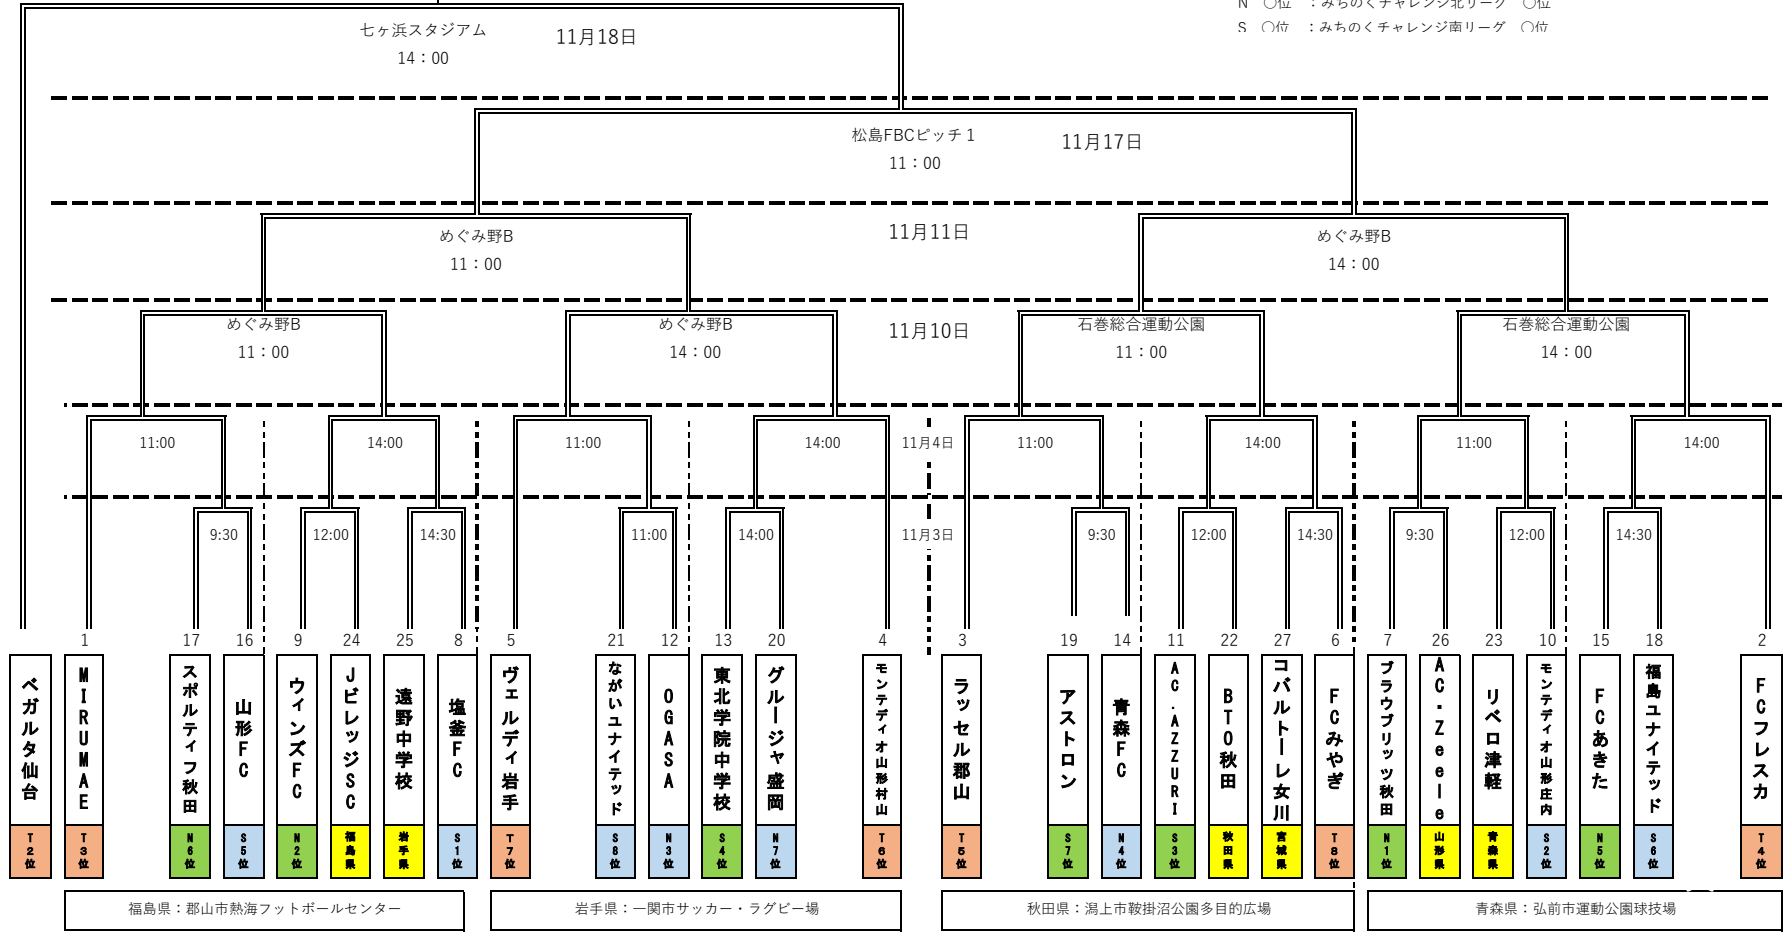 N　〇位　：みちのくチャレンジ北リーグ　〇位
S　〇位　：みちのくチャレンジ南リーグ　〇位
七ヶ浜スタジアム
11月18日
14：00
松島FBCピッチ１
11月17日
11：00
めぐみ野B
11月11日
めぐみ野B
11：00
14：00
めぐみ野B
めぐみ野B
11月10日
石巻総合運動公園
石巻総合運動公園
11：00
14：00
11：00
14：00
11:00
14:00
11:00
14:00
11月4日
11:00
14:00
11:00
14:00
9:30
12:00
14:30
11:00
14:00
11月3日
9:30
12:00
14:30
9:30
12:00
14:30
1
17
16
9
24
25
8
5
21
12
13
20
4
3
19
14
11
22
27
6
7
26
23
10
15
18
2
ベガルタ仙台
MIRUMAE
スポルティフ秋田
山形FC
ウィンズFC
JビレッジSC
遠野中学校
塩釜FC
ヴェルディ岩手
ながいユナイテッド
OGASA
東北学院中学校
グルージャ盛岡
モンテディオ山形村山
ラッセル郡山
アストロン
青森FC
AC.AZZURI
BTO秋田
コバルトーレ女川
FCみやぎ
ブラウブリッツ秋田
AC・Zeele
リベロ津軽
モンテディオ山形庄内
FCあきた
福島ユナイテッド
FCフレスカ
T2位
T3位
N6位
S5位
N2位
福島県
岩手県
S1位
T7位
S8位
N3位
S4位
N7位
T6位
T5位
S7位
N4位
S3位
秋田県
宮城県
T8位
N1位
山形県
青森県
S2位
N5位
S6位
T4位
福島県：郡山市熱海フットボールセンター
岩手県：一関市サッカー・ラグビー場
秋田県：潟上市鞍掛沼公園多目的広場
青森県：弘前市運動公園球技場